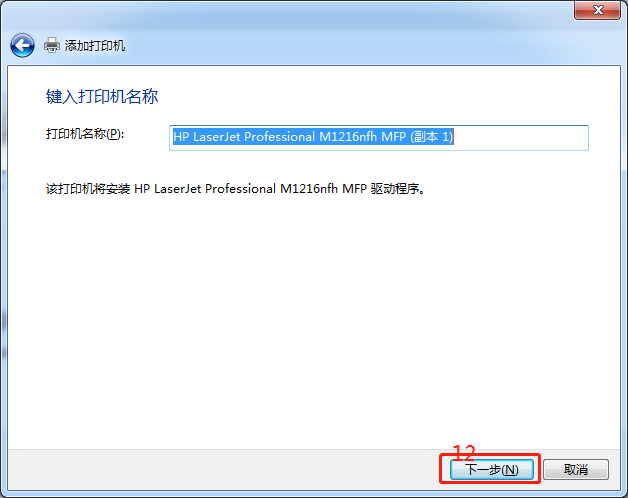 添加打印机
键入打印机名称
打印机名称(P): HP LaserJet Professional M1216nfh MFP (副本 1)
该打印机将安装 HP LaserJet Professional M1216nfh MFP 驱动程序。
12
下一步(N) 取消